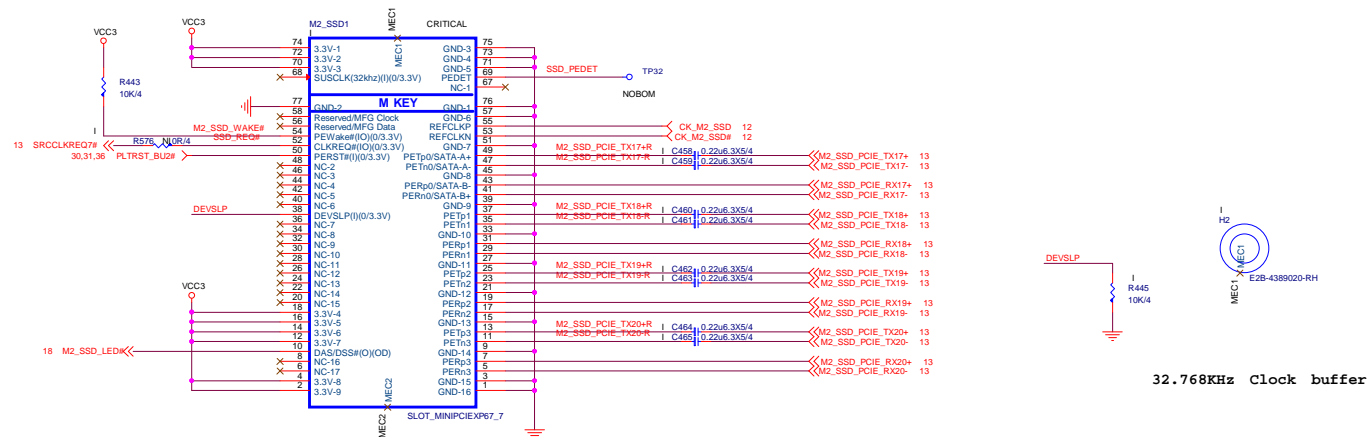 VCC3
VCC3
M2_SSD1
I
MEC1
MEC1
CRITICAL
74 3.3V-1 GND-3 75
72 3.3V-2 GND-4 73
70 3.3V-3 GND-5 71
68 SUSCLK(32khz)(I)(0/3.3V) PEDET 69 SSD_PEDET TP32
NC-1 67
NOBOM
R443
10K/4
I
M KEY
77 GND-2 GND-1 76
58 Reserved/MFG Clock GND-6 57
56 Reserved/MFG Data REFCLKP 55 CK_M2_SSD 12
M2_SSD_WAKE# 54 PEWake#(IO)(0/3.3V) REFCLKN 53 CK_M2_SSD# 12
13 SRCCLKREQ7# R576 I 0R/4 SSD_REQ# 52 CLKREQ#(IO)(0/3.3V) GND-7 51
30,31,36 PLTRST_BU2# 50 PERST#(I)(0/3.3V) PETp0/SATA-A+ 49 M2_SSD_PCIE_TX17+R I C458 0.22u6.3X5/4 M2_SSD_PCIE_TX17+ 13
48 NC-2 PETn0/SATA-A- 47 M2_SSD_PCIE_TX17-R I C459 0.22u6.3X5/4 M2_SSD_PCIE_TX17- 13
46 NC-3 GND-8 45
44 NC-4 PERp0/SATA-B- 43 M2_SSD_PCIE_RX17+ 13
42 NC-5 PERn0/SATA-B+ 41 M2_SSD_PCIE_RX17- 13
40 NC-6 GND-9 39
DEVSLP 38 DEVSLP(I)(0/3.3V) PETp1 37 M2_SSD_PCIE_TX18+R I C460 0.22u6.3X5/4 M2_SSD_PCIE_TX18+ 13
36 NC-7 PETn1 35 M2_SSD_PCIE_TX18-R I C461 0.22u6.3X5/4 M2_SSD_PCIE_TX18- 13
34 NC-8 GND-10 33
32 NC-9 PERp1 31 M2_SSD_PCIE_RX18+ 13
30 NC-10 PERn1 29 M2_SSD_PCIE_RX18- 13
28 NC-11 GND-11 27
26 NC-12 PETp2 25 M2_SSD_PCIE_TX19+R I C462 0.22u6.3X5/4 M2_SSD_PCIE_TX19+ 13
24 NC-13 PETn2 23 M2_SSD_PCIE_TX19-R I C463 0.22u6.3X5/4 M2_SSD_PCIE_TX19- 13
22 NC-14 GND-12 21
20 NC-15 PERp2 19 M2_SSD_PCIE_RX19+ 13
VCC3
18 3.3V-4 PERn2 17 M2_SSD_PCIE_RX19- 13
16 3.3V-5 GND-13 15
14 3.3V-6 PETp3 13 M2_SSD_PCIE_TX20+R I C464 0.22u6.3X5/4 M2_SSD_PCIE_TX20+ 13
12 3.3V-7 PETn3 11 M2_SSD_PCIE_TX20-R I C465 0.22u6.3X5/4 M2_SSD_PCIE_TX20- 13
18 M2_SSD_LED# 10 DAS/DSS#(O)(OD) GND-14 9
8 NC-16 PERp3 7 M2_SSD_PCIE_RX20+ 13
6 NC-17 PERn3 5 M2_SSD_PCIE_RX20- 13
4 3.3V-8 GND-15 3
2 3.3V-9 GND-16 1
MEC2
MEC2
SLOT_MINIPCIEXP67_7
DEVSLP
I
R445
10K/4
I
H2
MEC1
MEC1
E2B-4389020-RH
32.768KHz Clock buffer